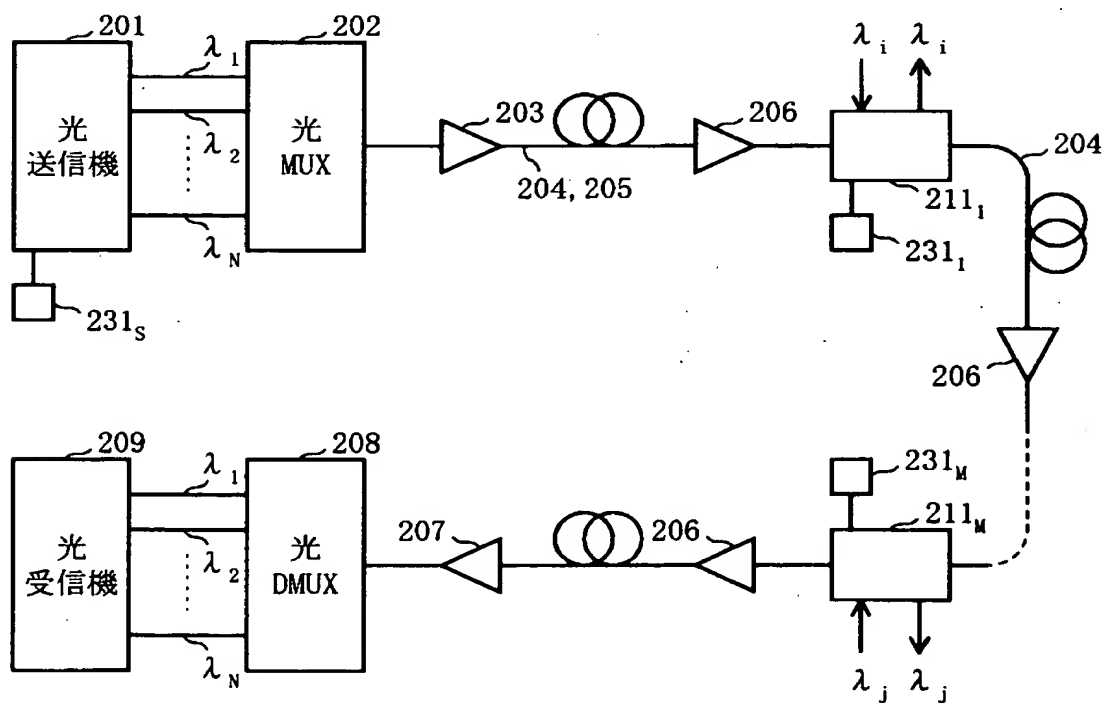 201
202
λ1
λi
λi
光
送信機
光
MUX
203
206
λ2
204, 205
204
211₁
λN
231₁
231S
206
209
208
231M
λ1
211M
207
206
光
受信機
光
DMUX
λ2
λN
λj
λj